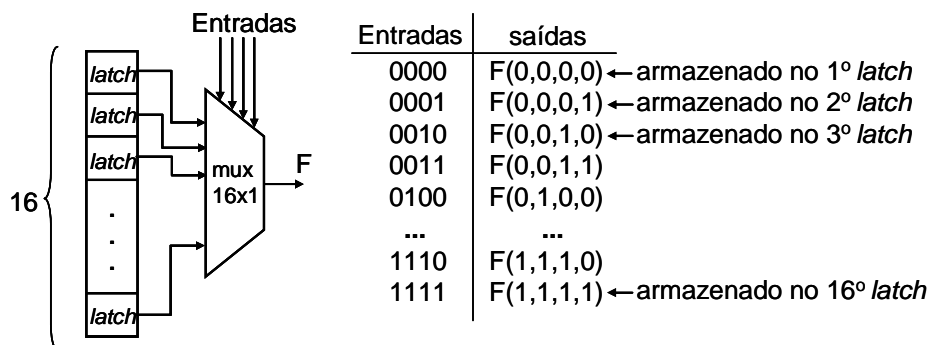 Entradas
16
latch
latch
latch
.
.
.
latch
mux
16x1
F
Entradas saídas
0000 F(0,0,0,0) armazenado no 1º latch
0001 F(0,0,0,1) armazenado no 2º latch
0010 F(0,0,1,0) armazenado no 3º latch
0011 F(0,0,1,1)
0100 F(0,1,0,0)
... ...
1110 F(1,1,1,0)
1111 F(1,1,1,1) armazenado no 16º latch